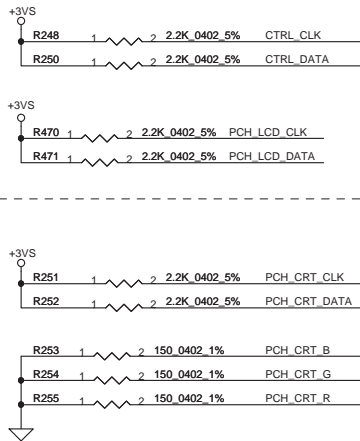 +3VS
R248 1 2 2.2K_0402_5% CTRL_CLK
R250 1 2 2.2K_0402_5% CTRL_DATA
+3VS
R470 1 2 2.2K_0402_5% PCH_LCD_CLK
R471 1 2 2.2K_0402_5% PCH_LCD_DATA
+3VS
R251 1 2 2.2K_0402_5% PCH_CRT_CLK
R252 1 2 2.2K_0402_5% PCH_CRT_DATA
R253 1 2 150_0402_1% PCH_CRT_B
R254 1 2 150_0402_1% PCH_CRT_G
R255 1 2 150_0402_1% PCH_CRT_R